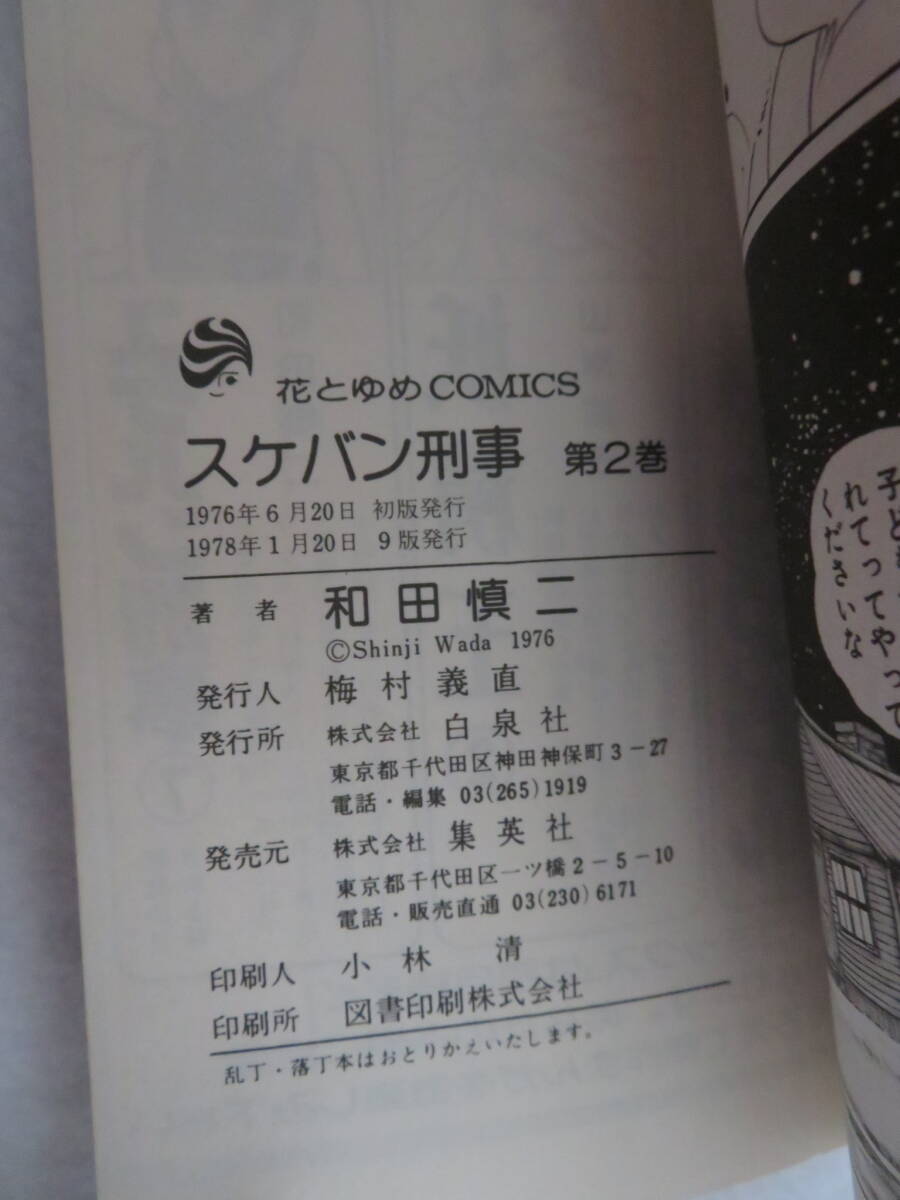 花とゆめCOMICS
スケバン刑事 第2巻
1976年6月20日 初版発行
1978年1月20日 9版発行
著者 和田慎二
©Shinji Wada 1976
発行人 梅村義直
発行所 株式会社 白泉社
東京都千代田区神田神保町3-27
電話・編集 03(265)1919
発売元 株式会社 集英社
東京都千代田区一ツ橋2-5-10
電話・販売直通 03(230)6171
印刷人 小林 清
印刷所 図書印刷株式会社
乱丁・落丁本はおとりかえいたします。
れてってやって
くださいな